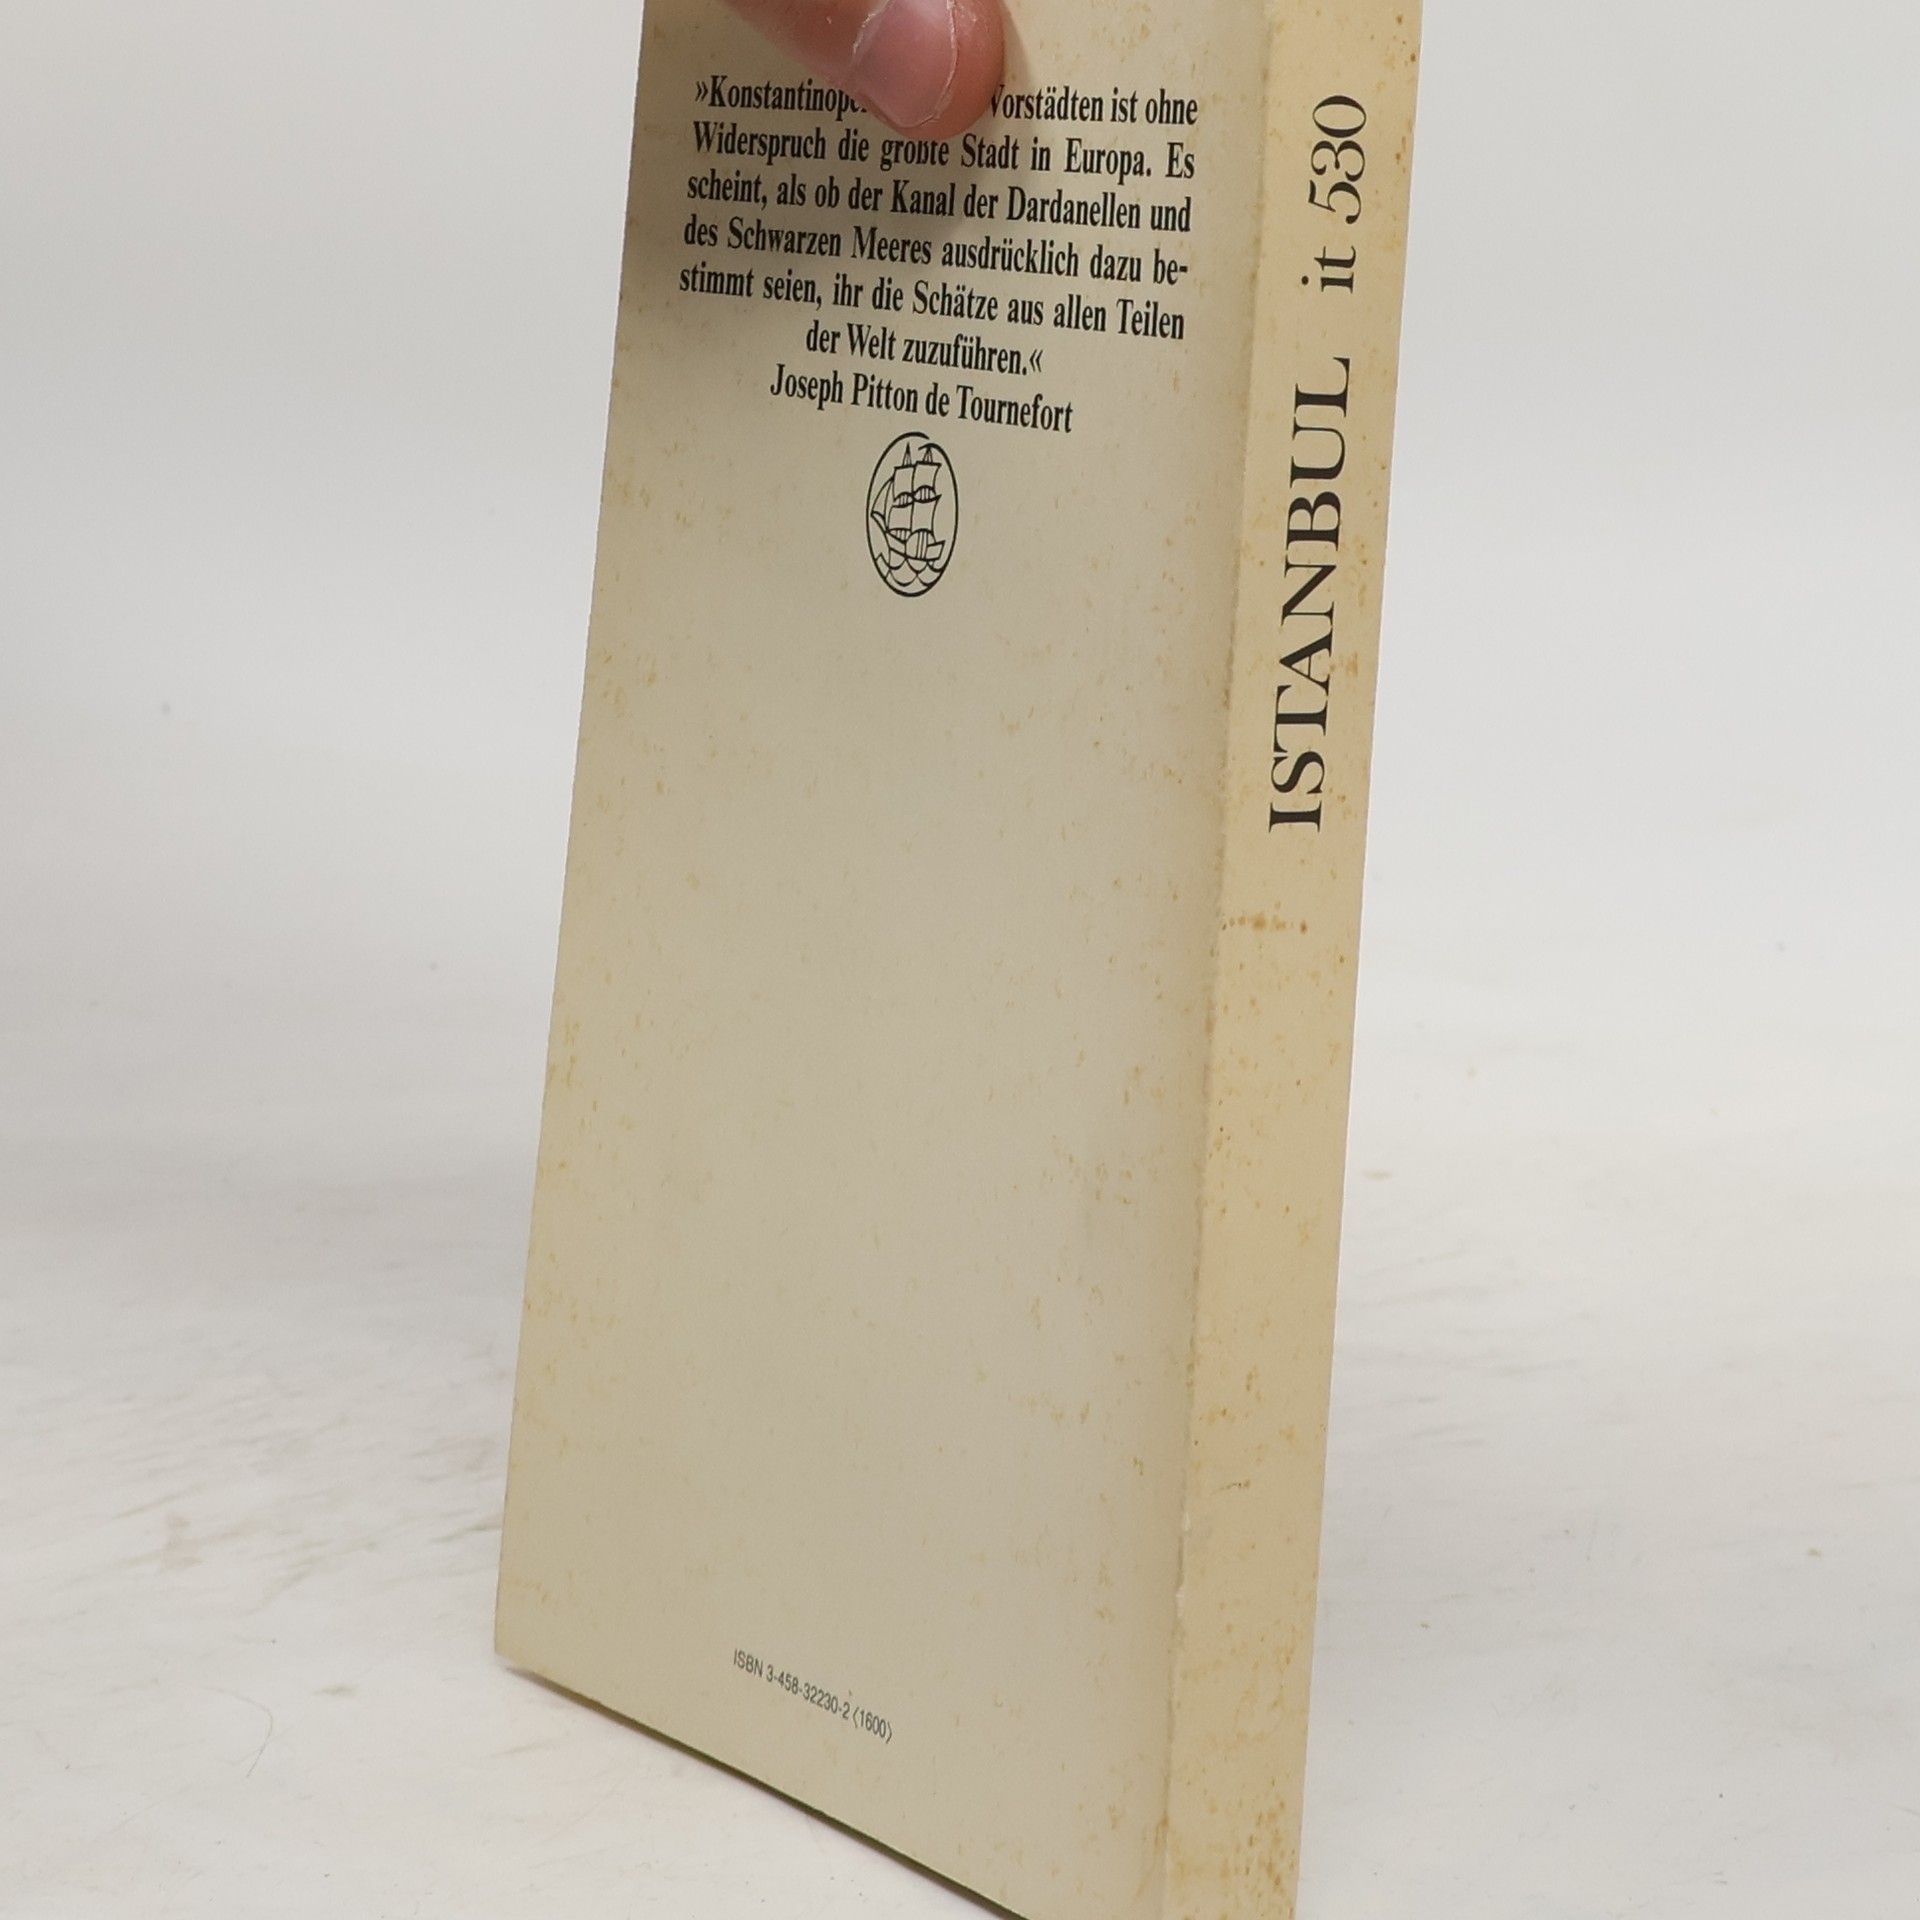 »Konstantinope Vorstädten ist ohne
Widerspruch die größte Stadt in Europa. Es
scheint, als ob der Kanal der Dardanellen und
des Schwarzen Meeres ausdrücklich dazu be-
stimmt seien, ihr die Schätze aus allen Teilen
der Welt zuzuführen.«
Joseph Pitton de Tournefort
ISBN 3-458-32230-2 ⟨1600⟩
ISTANBUL it 530